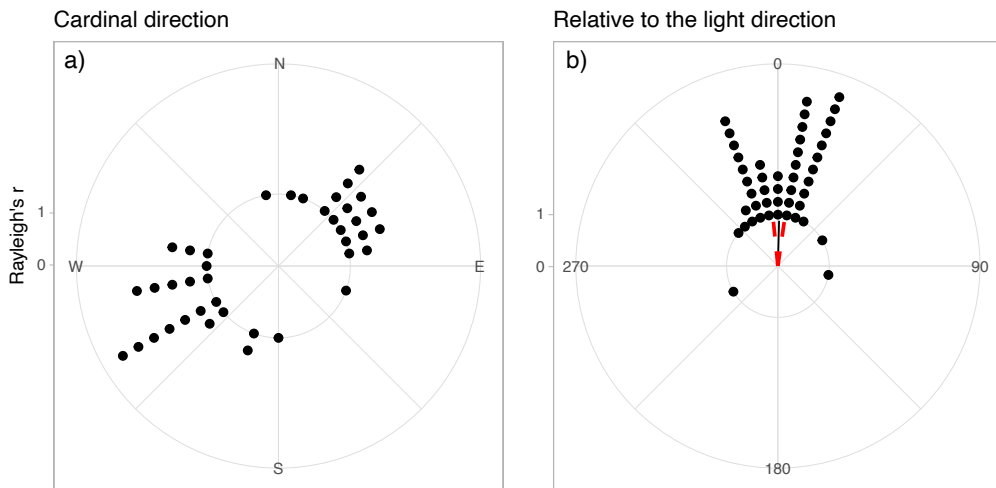 Cardinal direction
Relative to the light direction
a)
b)
N
0
Rayleigh's r
1
0
W
E
S
1
0
270
90
180